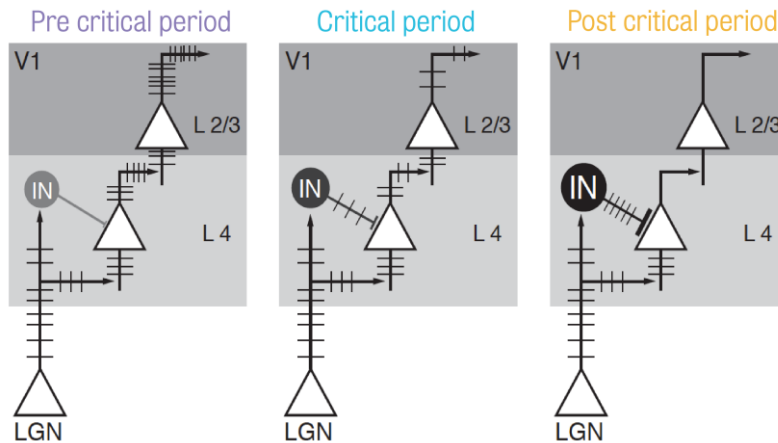 Pre critical period
V1
L 2/3
IN
L 4
LGN
Critical period
V1
L 2/3
IN
L 4
LGN
Post critical period
V1
L 2/3
IN
L 4
LGN